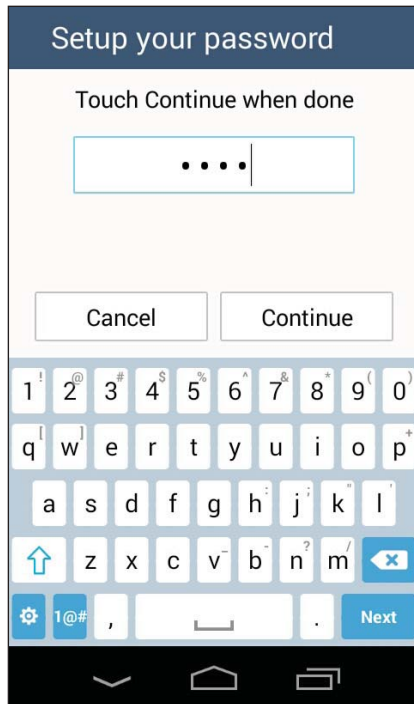 Setup your password
Touch Continue when done
••••
Cancel Continue
1 ! 2 @ 3 # 4 $ 5 % 6 ^ 7 & 8 * 9 ( 0 )
q [ w ] e r t y u i o p +
a s d f g h : j ; k " l '
z x c v _ b - n ? m /
1@# , . Next